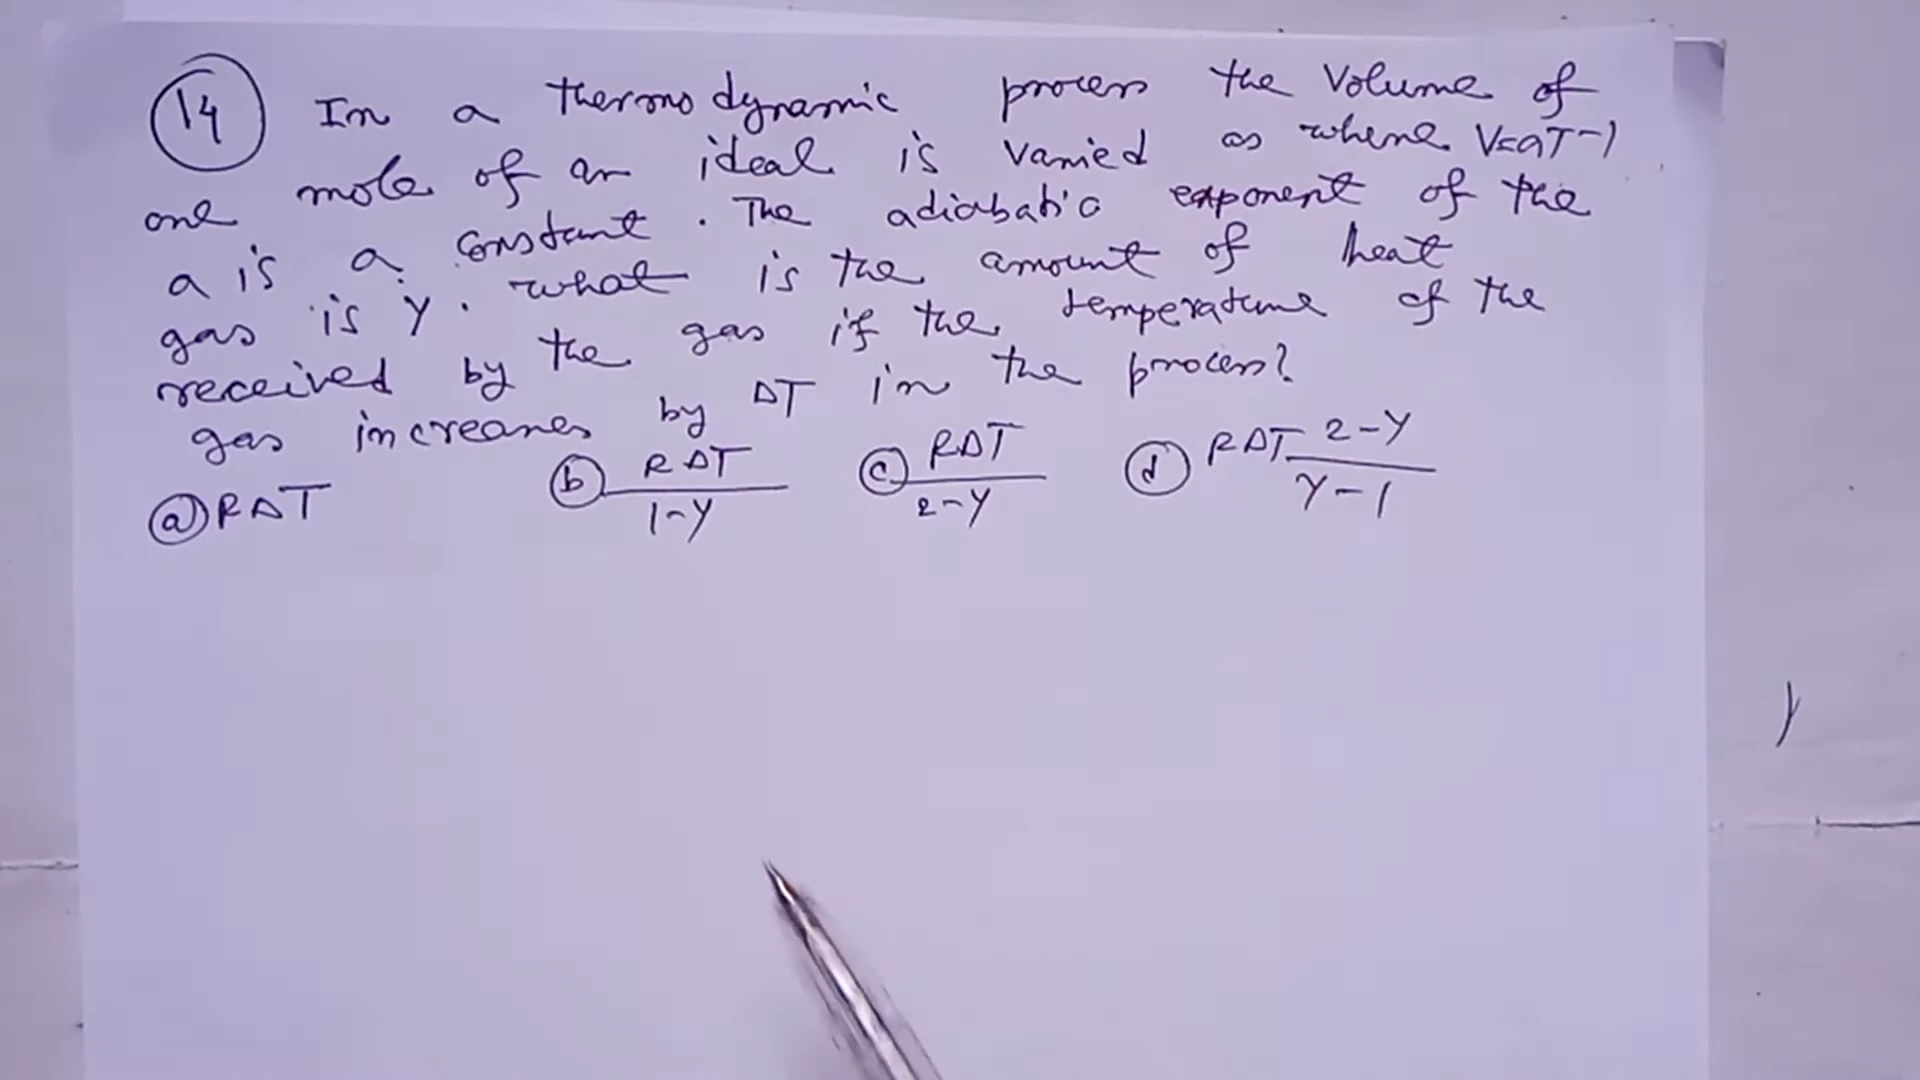 14 In a thermodynamic process the Volume of
one mole of an ideal is varied as where V=aT-1
a is a constant. The adiabatic exponent of the
gas is γ. what is the amount of heat
received by the gas if the temperature of the
gas increases by ΔT in the process?
a RΔT b RΔT/1-γ c RΔT/2-γ d RΔT 2-γ/γ-1